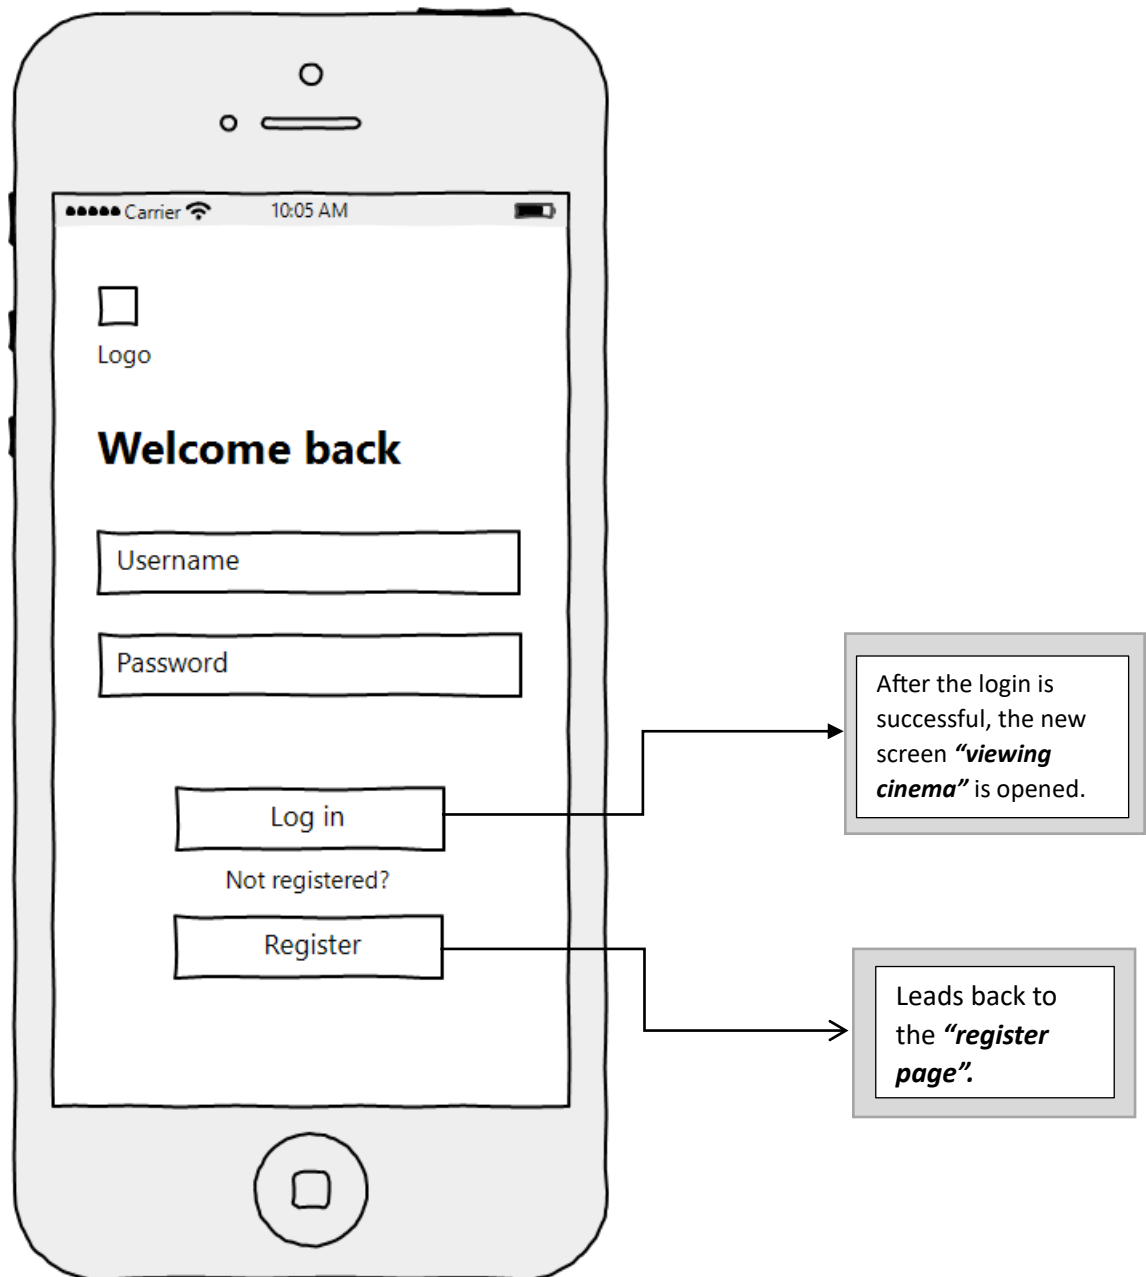 Carrier 10:05 AM
Logo
Welcome back
Username
Password
Log in
Not registered?
Register
After the login is
successful, the new
screen “viewing
cinema” is opened.
Leads back to
the “register
page”.